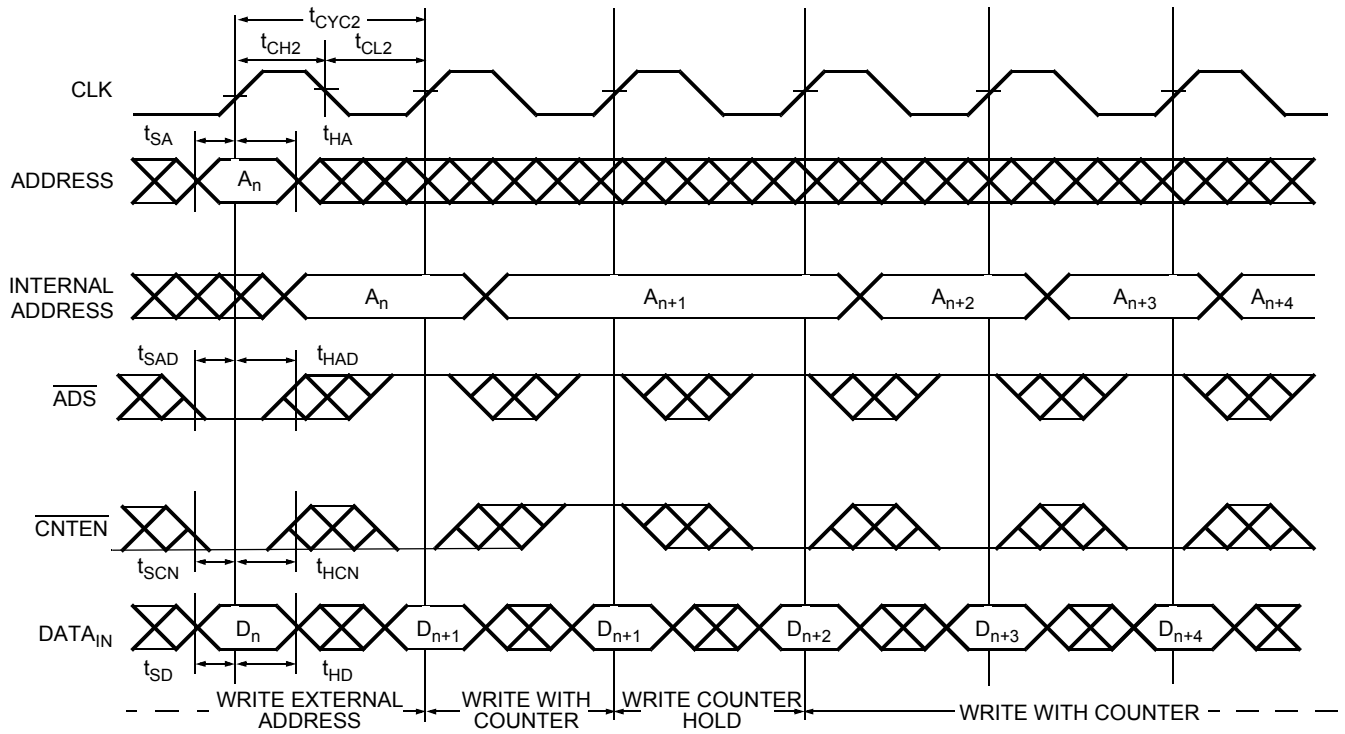 tCYC2
tCH2 tCL2
CLK
tSA tHA
ADDRESS An
INTERNAL
ADDRESS
An An+1 An+2 An+3 An+4
tSAD tHAD
ADS
CNTEN
tSCN tHCN
DATAIN Dn Dn+1 Dn+1 Dn+2 Dn+3 Dn+4
tSD tHD
WRITE EXTERNAL
ADDRESS
WRITE WITH
COUNTER
WRITE COUNTER
HOLD
WRITE WITH COUNTER